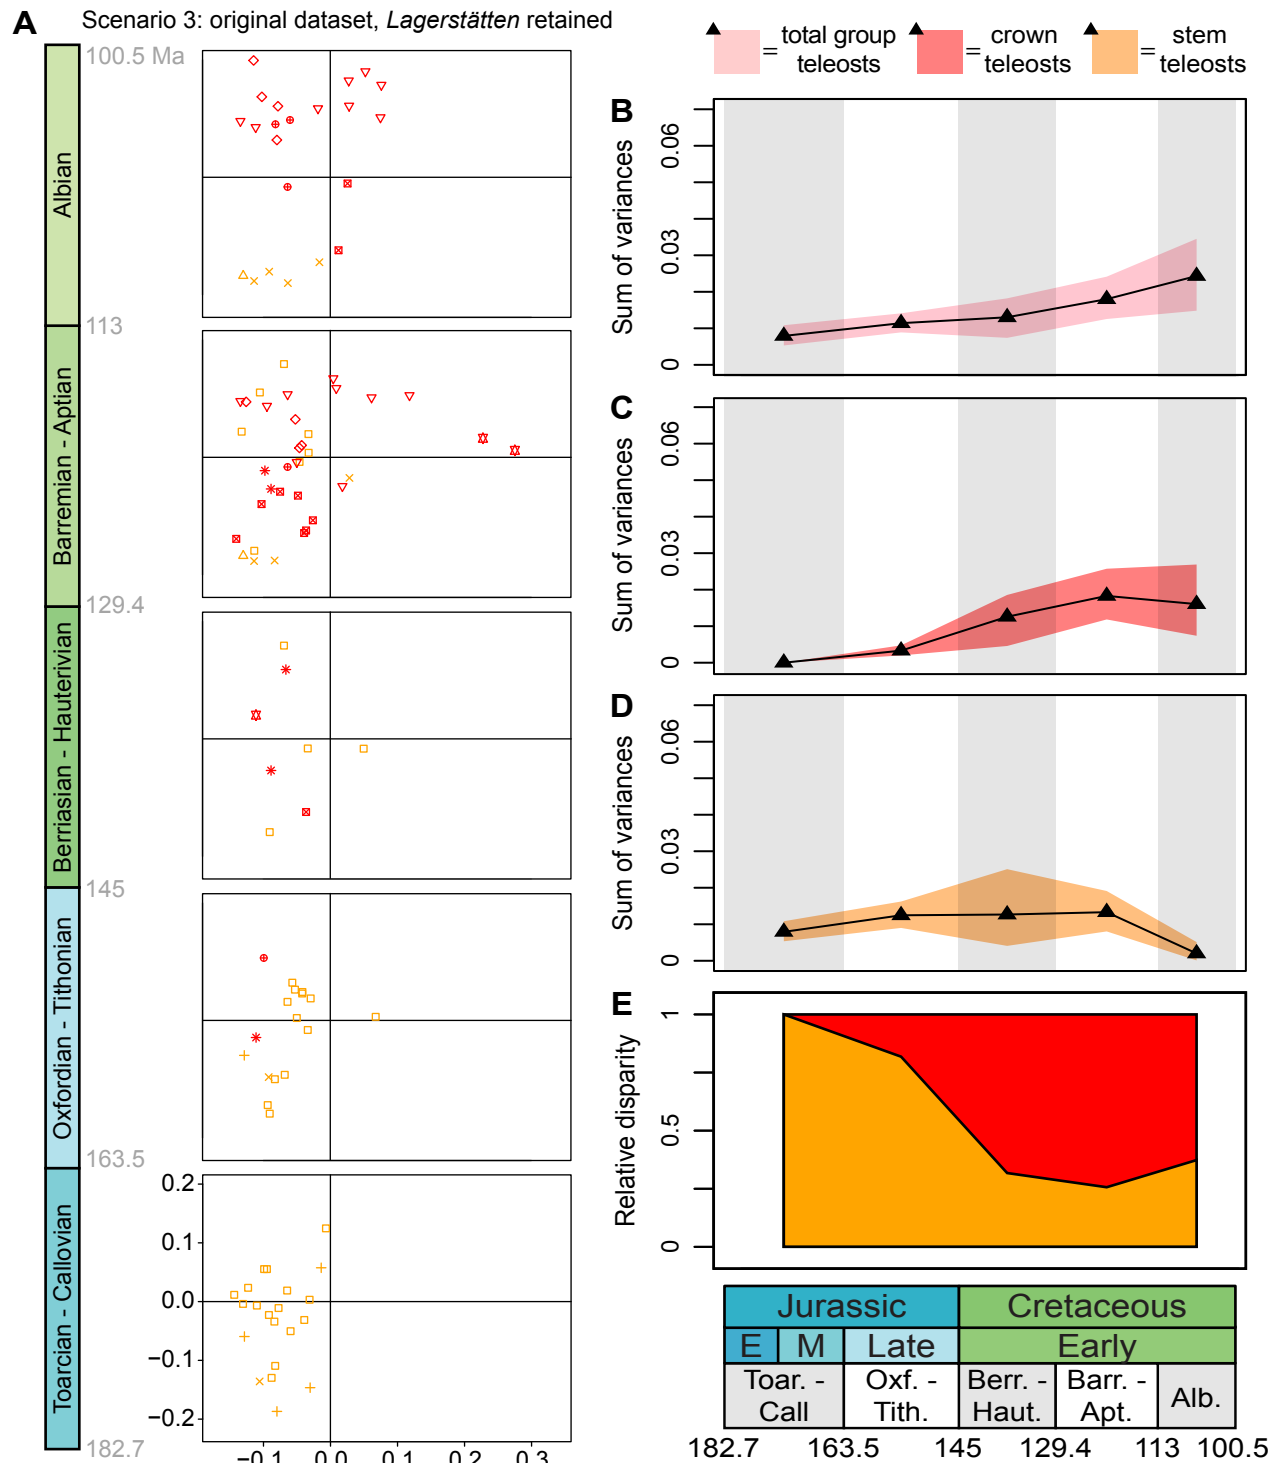 A
Scenario 3: original dataset, Lagerstätten retained
100.5 Ma
Albian
113
Barremian - Aptian
129.4
Berriasian - Hauterivian
145
Oxfordian - Tithonian
163.5
Toarcian - Callovian
182.7
0.2
0.1
0.0
−0.1
−0.2
−0.1 0.0 0.1 0.2 0.3
= total group teleosts
= crown teleosts
= stem teleosts
B
Sum of variances
0 0.03 0.06
C
Sum of variances
0 0.03 0.06
D
Sum of variances
0 0.03 0.06
E
Relative disparity
0 0.5 1
Jurassic Cretaceous
E M Late Early
Toar. - Call
Oxf. - Tith.
Berr. - Haut.
Barr. - Apt.
Alb.
182.7 163.5 145 129.4 113 100.5